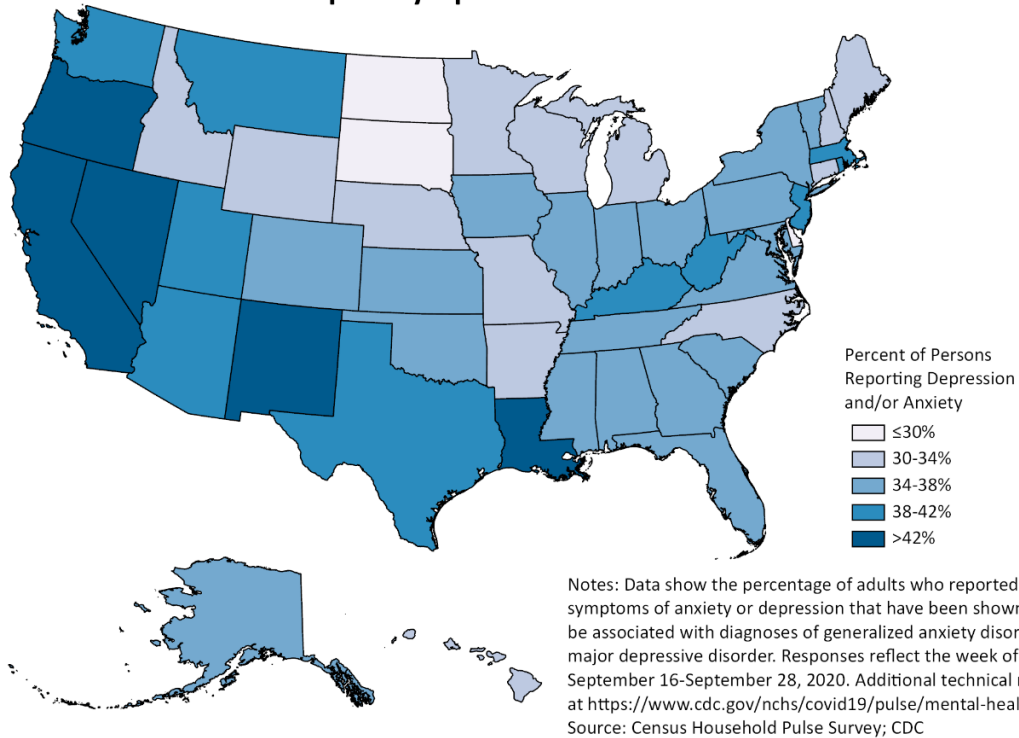 Percent of Persons
Reporting Depression
and/or Anxiety
≤30%
30-34%
34-38%
38-42%
>42%
Notes: Data show the percentage of adults who reported
symptoms of anxiety or depression that have been shown
be associated with diagnoses of generalized anxiety
major depressive disorder. Responses reflect the week of
September 16-September 28, 2020. Additional technical
at https://www.cdc.gov/nchs/covid19/pulse/mental-heal
Source: Census Household Pulse Survey; CDC